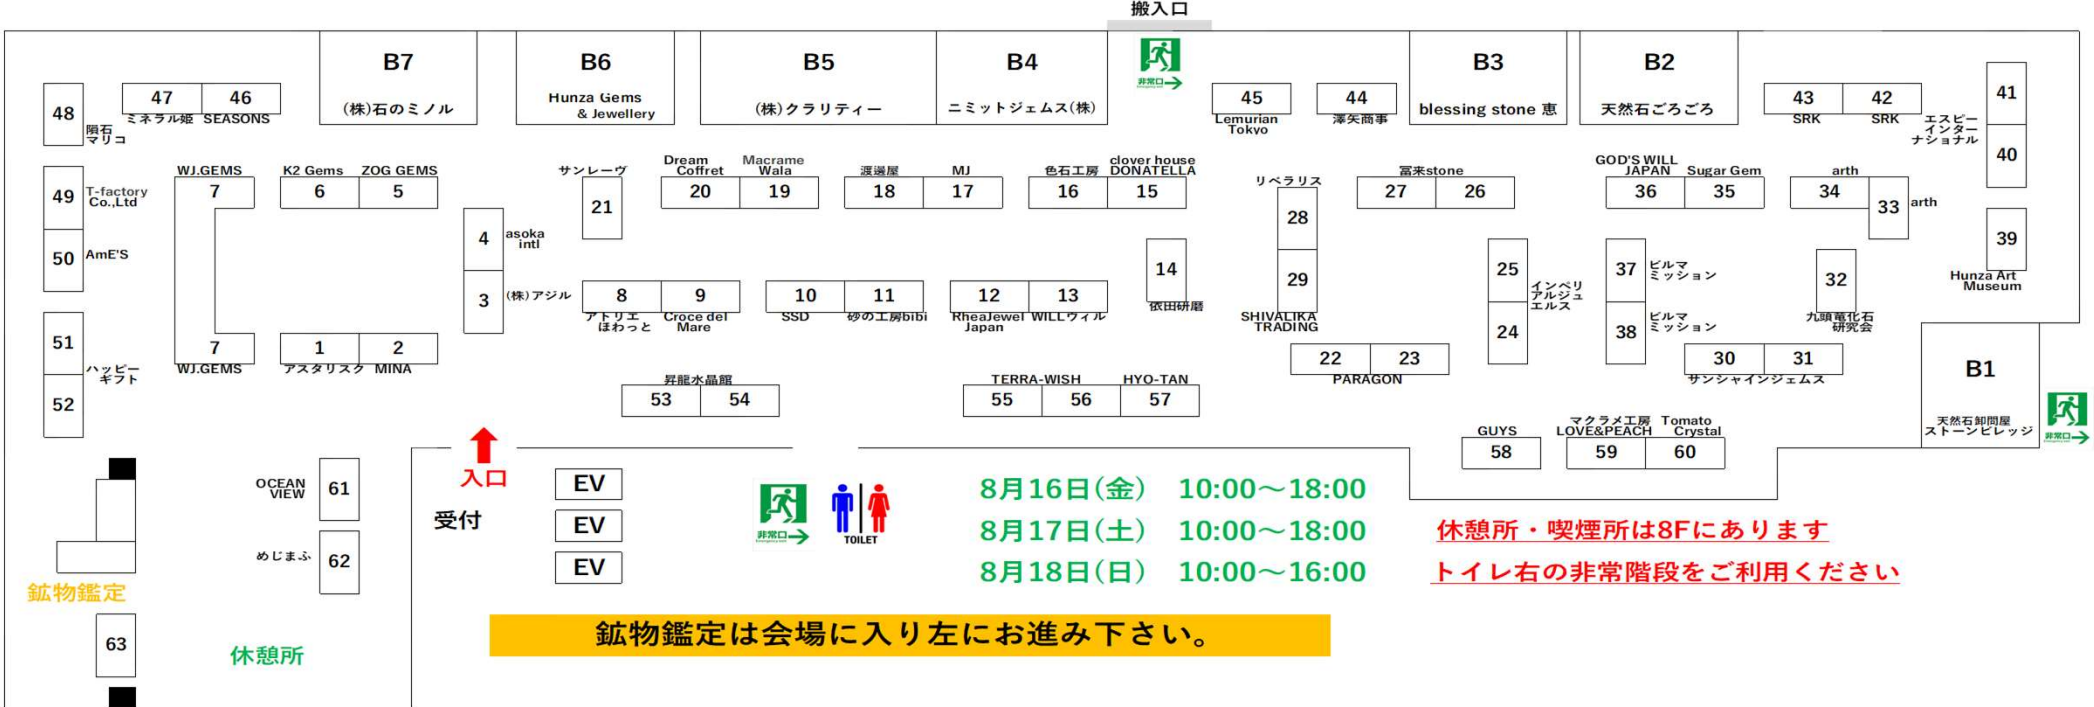 搬入口
B7
(株)石のミノル
B6
Hunza Gems
& Jewellery
B5
(株)クラリティー
B4
ニミットジェムス(株)
非常口
B3
blessing stone 恵
B2
天然石ごろごろ
48
隕石
マリコ
47
ミネラル姫
46
SEASONS
45
Lemurian
Tokyo
44
澤矢商事
43
SRK
42
SRK
41
エスピー
インター
ナショナル
40
49
T-factory
Co.,Ltd
50
AmE'S
WJ.GEMS
7
K2 Gems
6
ZOG GEMS
5
4
asoka
intl
3
(株)アジル
サンレーヴ
21
Dream
Coffret
20
Macrame
Wala
19
渡邊屋
18
MJ
17
色石工房
16
clover house
DONATELLA
15
14
依田研磨
リベラリス
28
29
SHIVALIKA
TRADING
冨来stone
27
26
25
インペリ
アルジュ
エルス
24
GOD'S WILL
JAPAN
36
Sugar Gem
35
37
ビルマ
ミッション
38
ビルマ
ミッション
arth
34
33
arth
32
九頭竜化石
研究会
39
Hunza Art
Museum
51
ハッピー
ギフト
52
7
WJ.GEMS
1
アスタリスク
2
MINA
8
アトリエ
ほわっと
9
Croce del
Mare
10
SSD
11
砂の工房bibi
12
RheaJewel
Japan
13
WILLウィル
22
23
PARAGON
30
31
サンシャインジェムス
B1
天然石卸問屋
ストーンビレッジ
非常口
昇龍水晶館
53
54
TERRA-WISH
55
56
HYO-TAN
57
GUYS
58
マクラメ工房
LOVE&PEACH
59
Tomato
Crystal
60
入口
受付
OCEAN
VIEW
61
めじまふ
62
鉱物鑑定
63
休憩所
EV
EV
EV
非常口
TOILET
8月16日(金) 10:00～18:00
8月17日(土) 10:00～18:00
8月18日(日) 10:00～16:00
休憩所・喫煙所は8Fにあります
トイレ右の非常階段をご利用ください
鉱物鑑定は会場に入り左にお進み下さい。